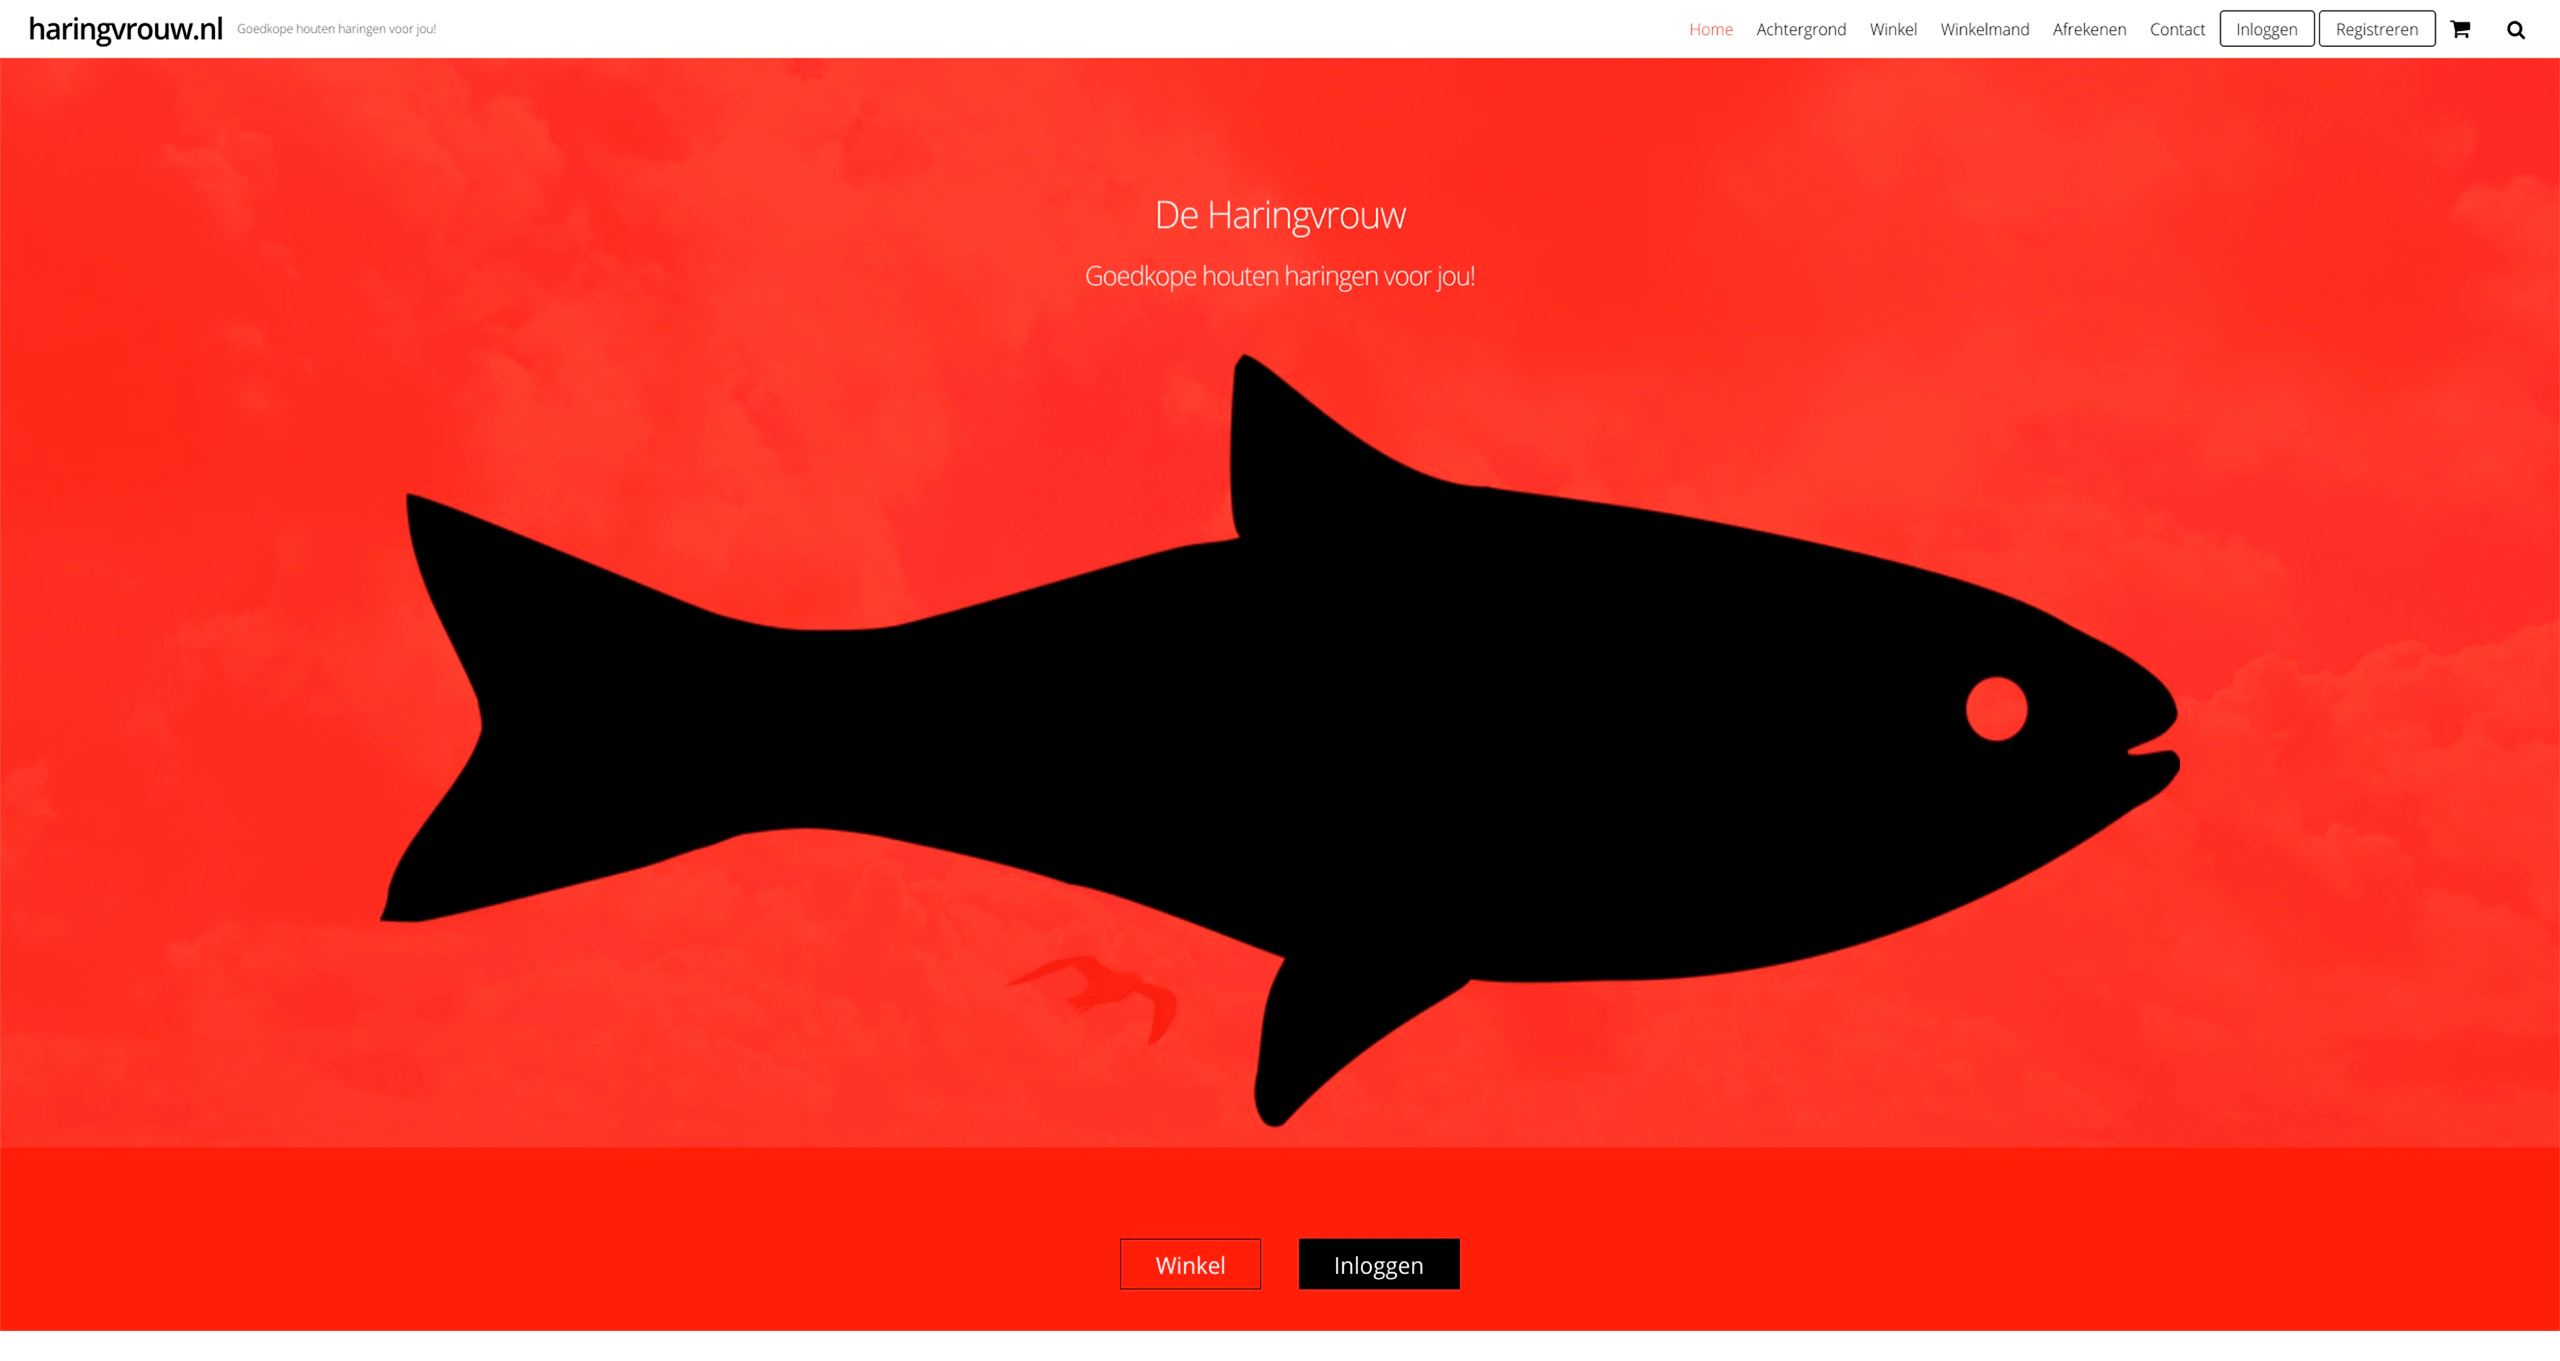 haringvrouw.nl Goedkope houten haringen voor jou! Home Achtergrond Winkel Winkelmand Afrekenen Contact Inloggen Registreren
De Haringvrouw
Goedkope houten haringen voor jou!
Winkel Inloggen